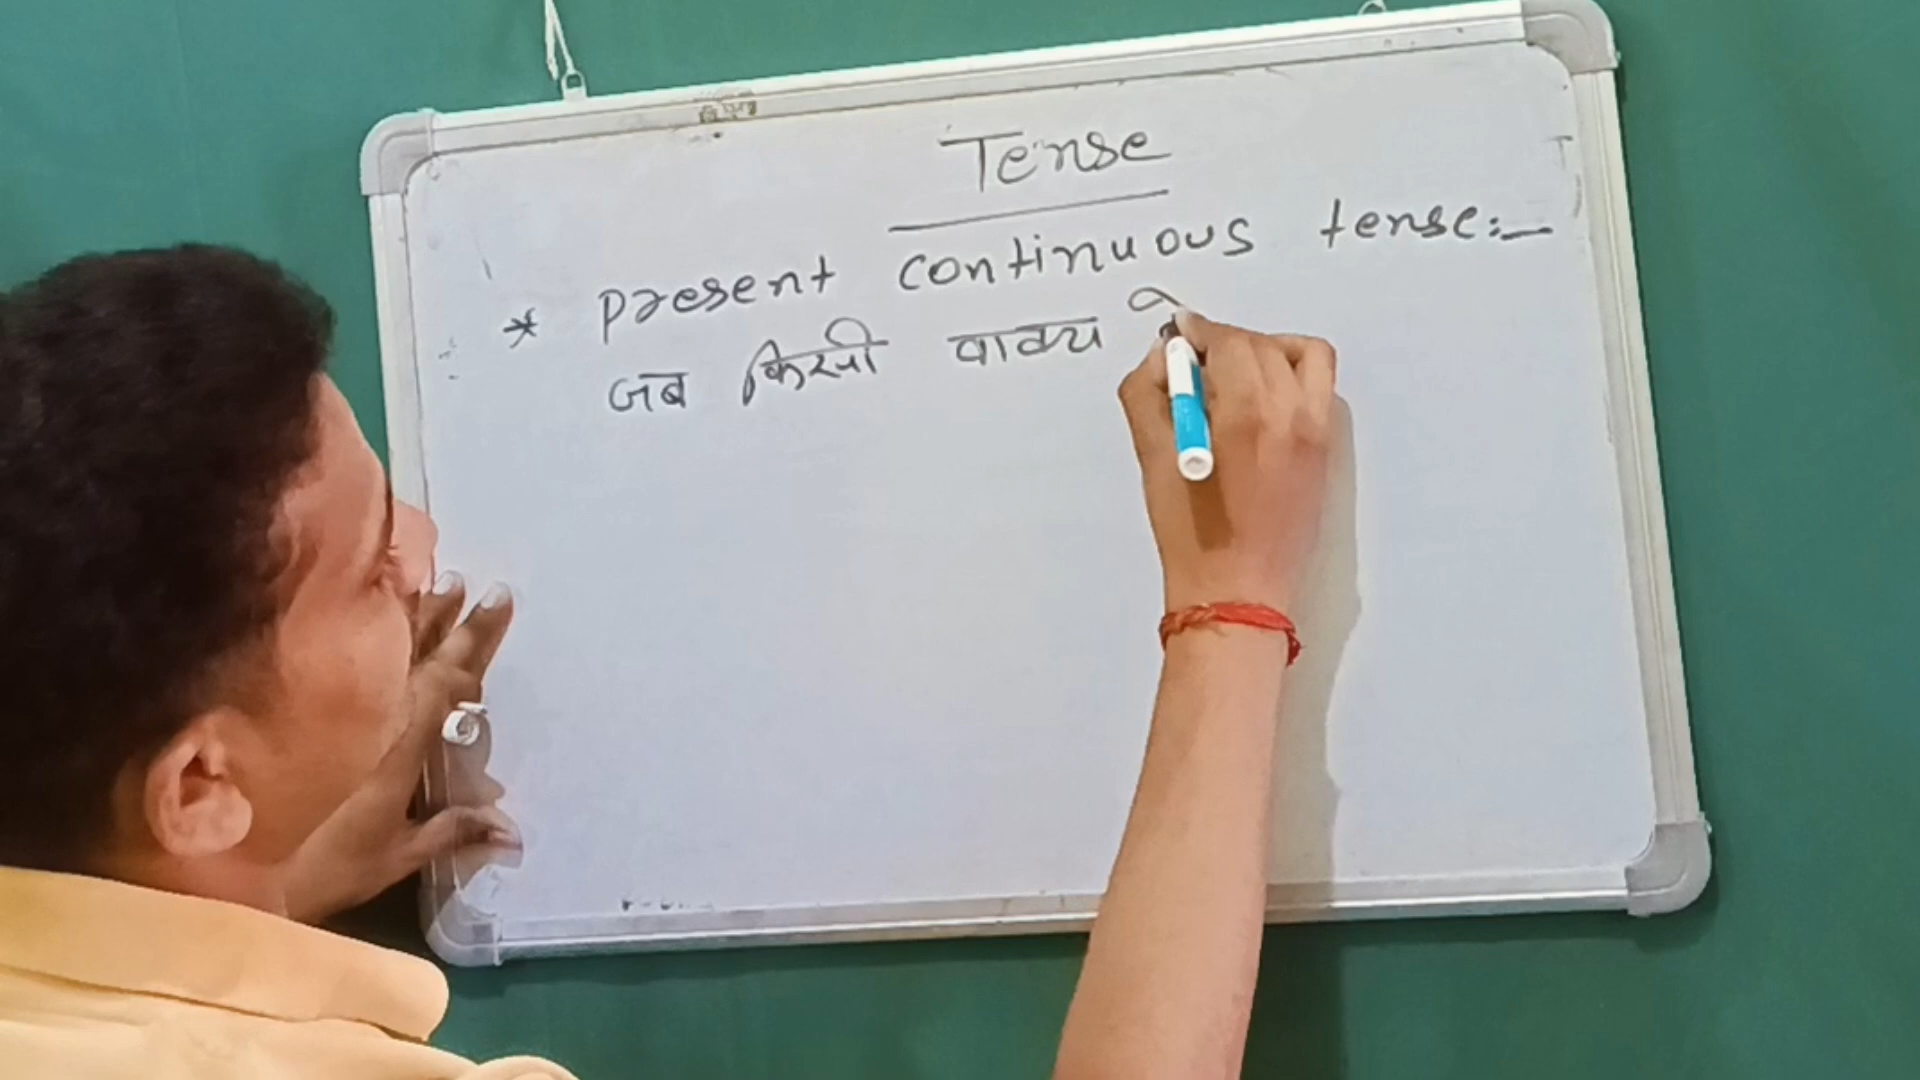 Tense
* present continuous tense:-
जब किसी वाक्य